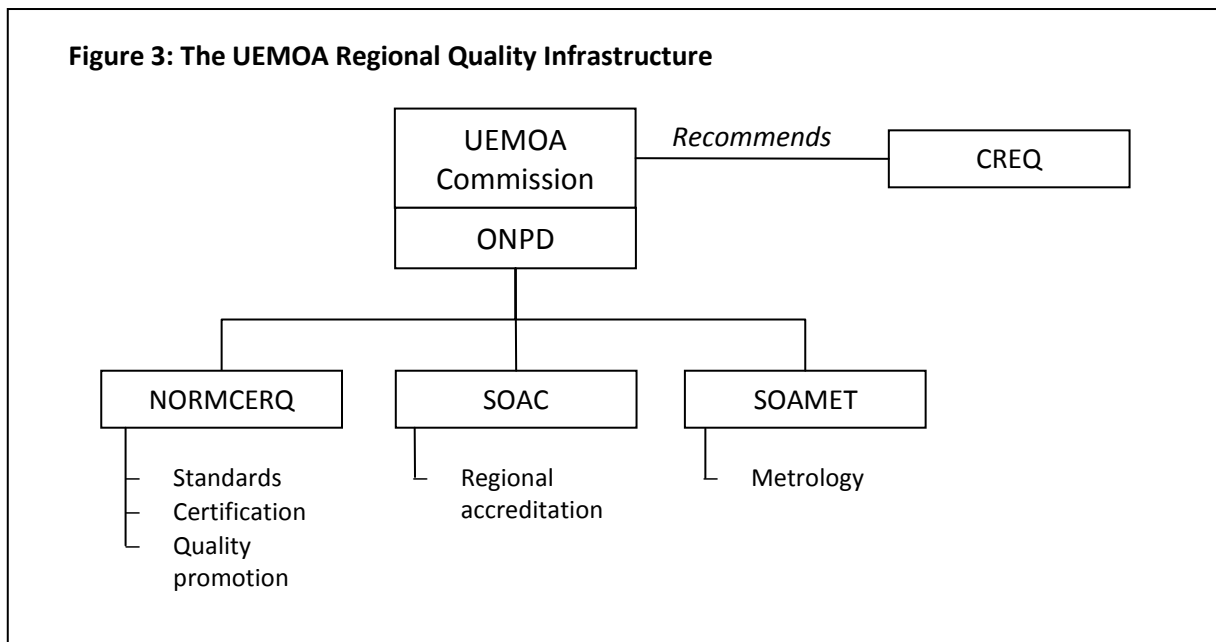 Figure 3: The UEMOA Regional Quality Infrastructure
UEMOA
Commission
Recommends
CREQ
ONPD
NORMCERQ
SOAC
SOAMET
Standards
Certification
Quality
promotion
Regional
accreditation
Metrology